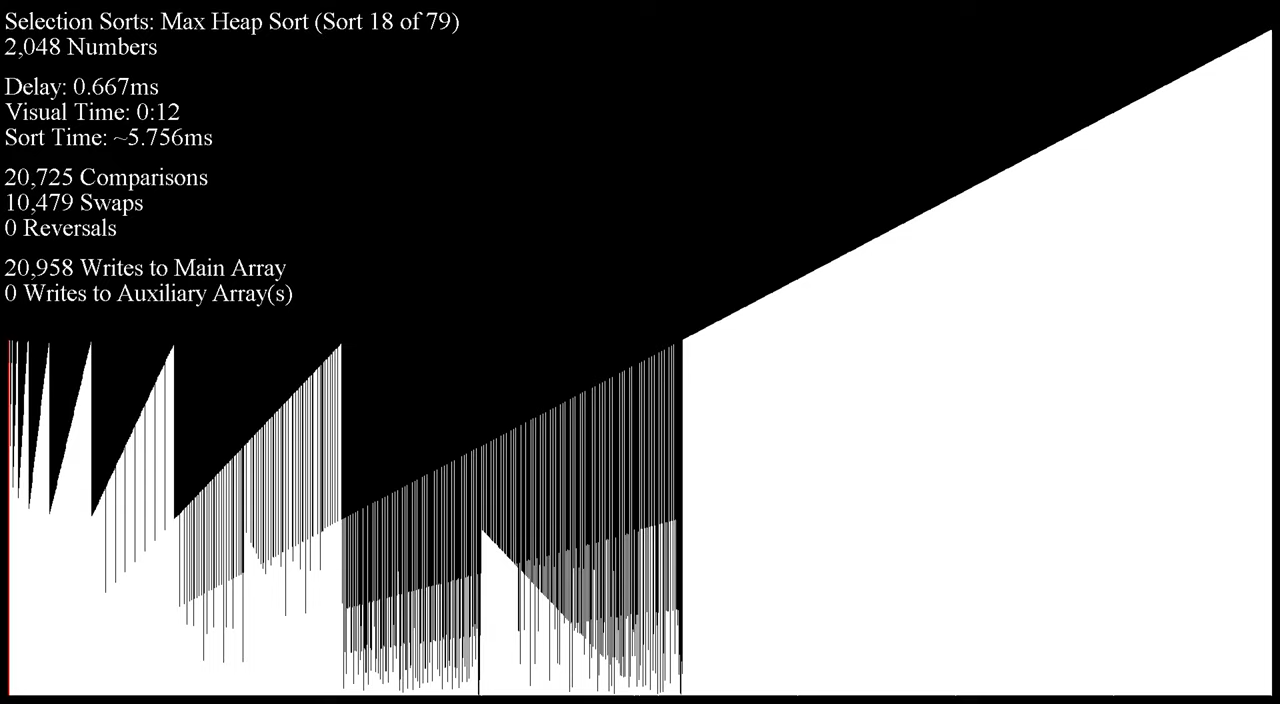 Selection Sorts: Max Heap Sort (Sort 18 of 79)
2,048 Numbers
Delay: 0.667ms
Visual Time: 0:12
Sort Time: ~5.756ms
20,725 Comparisons
10,479 Swaps
0 Reversals
20,958 Writes to Main Array
0 Writes to Auxiliary Array(s)